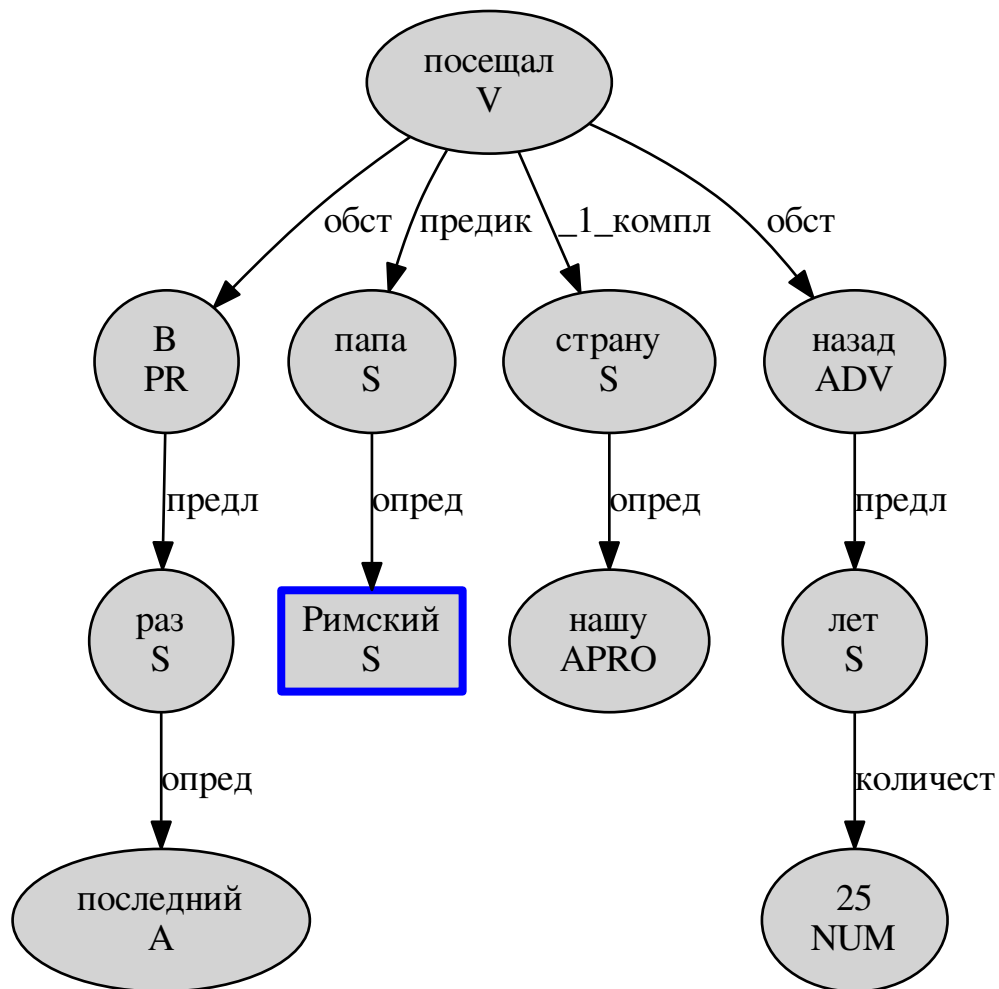 посещал
V
обст
предик
_1_компл
обст
В
PR
папа
S
страну
S
назад
ADV
предл
опред
опред
предл
раз
S
Римский
S
нашу
APRO
лет
S
опред
количест
последний
A
25
NUM